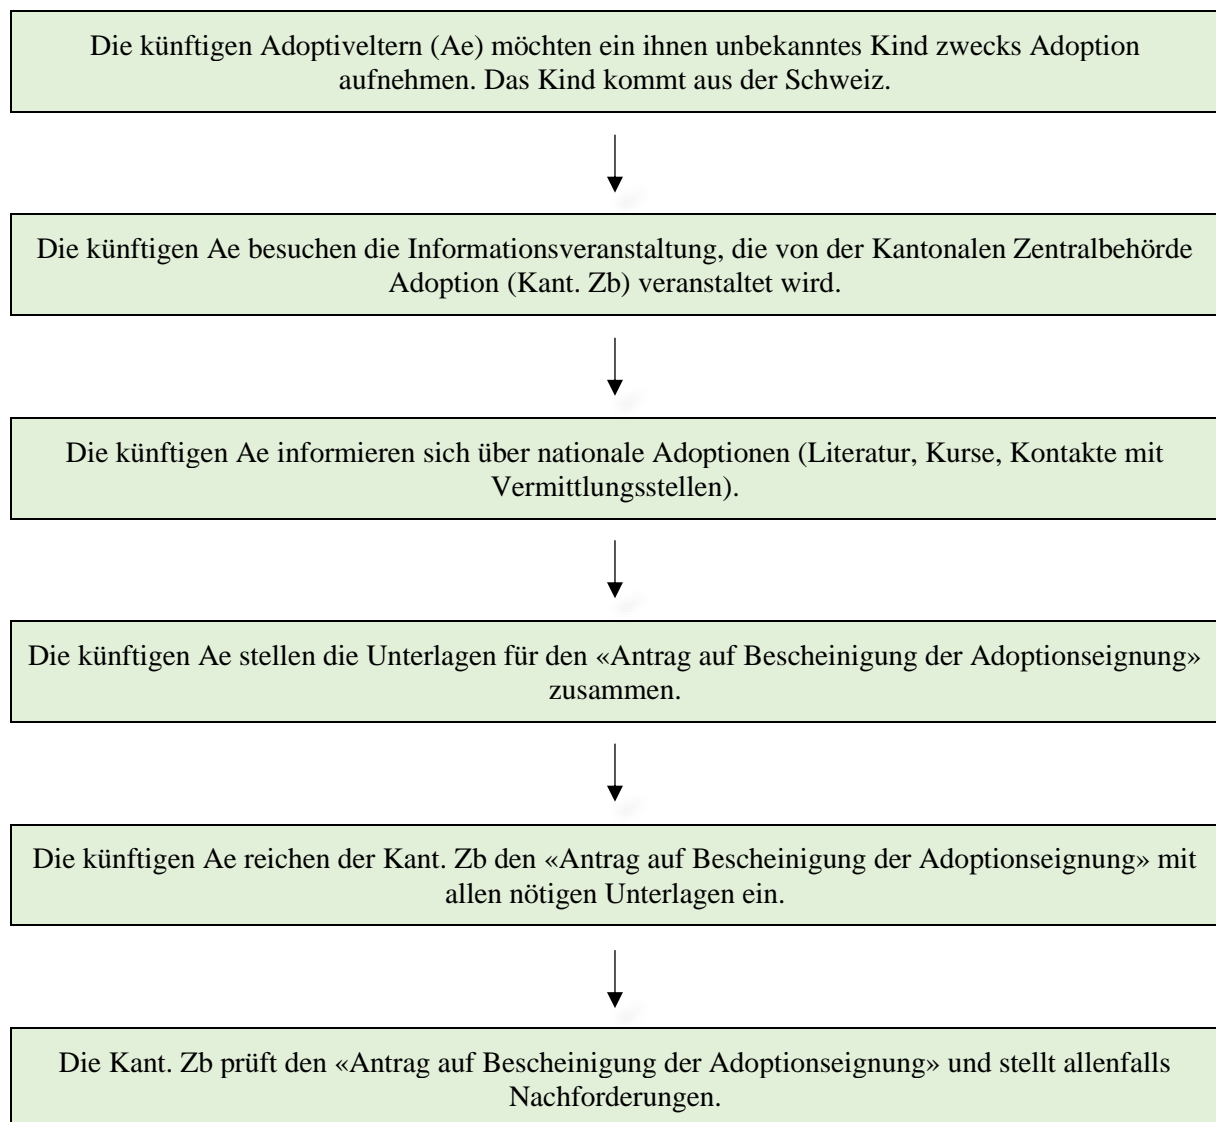 Die künftigen Adoptiveltern (Ae) möchten ein ihnen unbekanntes Kind zwecks Adoption
aufnehmen. Das Kind kommt aus der Schweiz.
Die künftigen Ae besuchen die Informationsveranstaltung, die von der Kantonalen Zentralbehörde
Adoption (Kant. Zb) veranstaltet wird.
Die künftigen Ae informieren sich über nationale Adoptionen (Literatur, Kurse, Kontakte mit
Vermittlungsstellen).
Die künftigen Ae stellen die Unterlagen für den «Antrag auf Bescheinigung der Adoptionseignung»
zusammen.
Die künftigen Ae reichen der Kant. Zb den «Antrag auf Bescheinigung der Adoptionseignung» mit
allen nötigen Unterlagen ein.
Die Kant. Zb prüft den «Antrag auf Bescheinigung der Adoptionseignung» und stellt allenfalls
Nachforderungen.